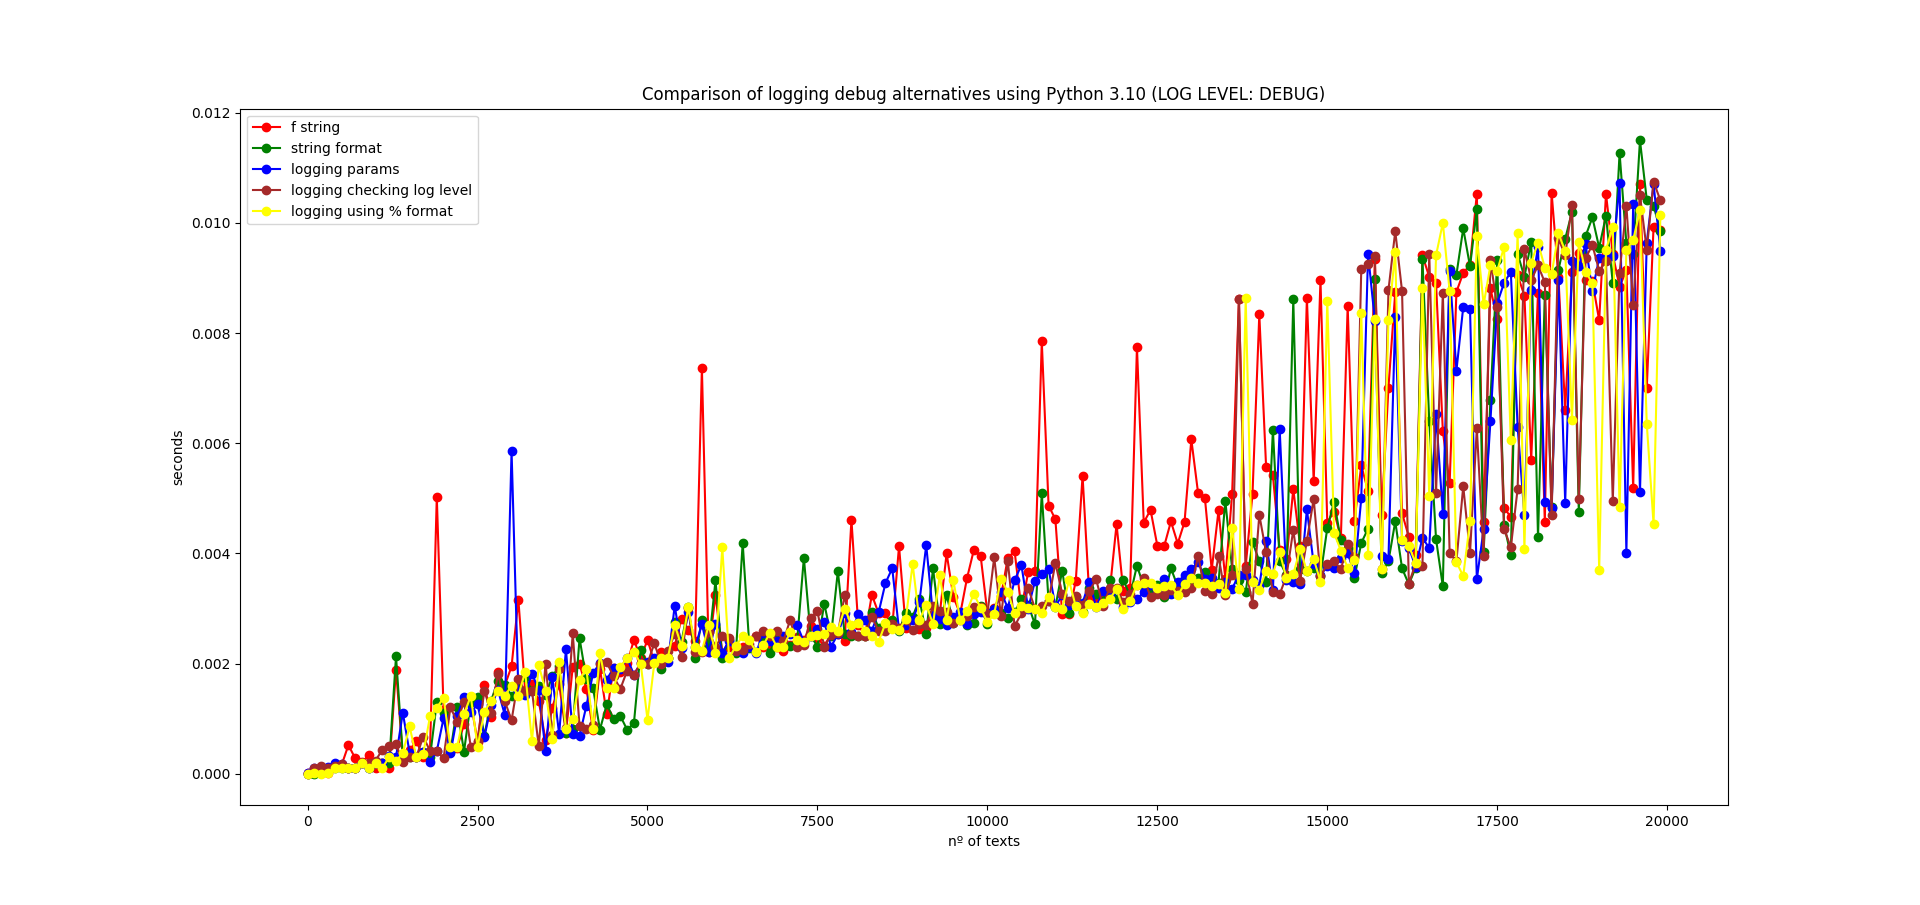 Comparison of logging debug alternatives using Python 3.10 (LOG LEVEL: DEBUG)
0.012
0.010
0.008
0.006
0.004
0.002
0.000
seconds
f string
string format
logging params
logging checking log level
logging using % format
0 2500 5000 7500 10000 12500 15000 17500 20000
nº of texts